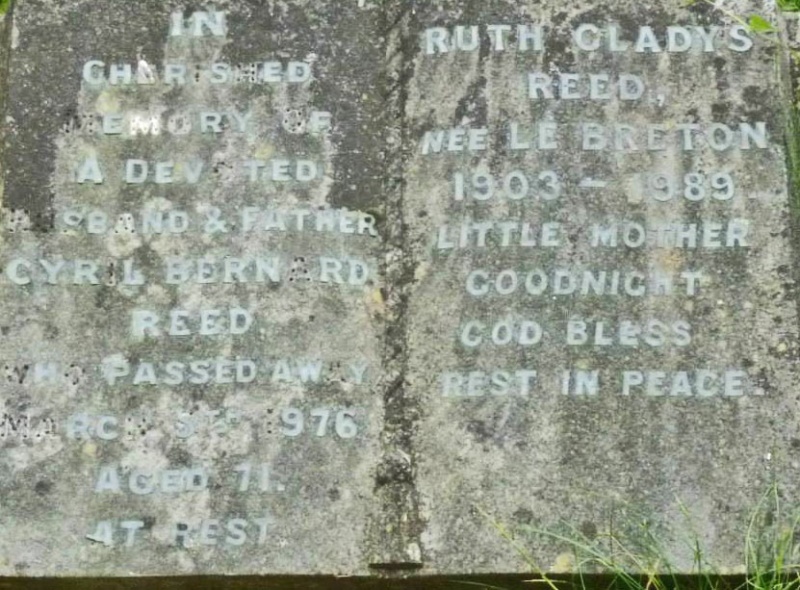 IN
CHERISHED
MEMORY OF
A DEVOTED
HUSBAND & FATHER
CYRIL BERNARD
REED,
WHO PASSED AWAY
MARCH 1976
AGED 71.
AT REST
RUTH GLADYS
REED,
NÉE LE BRETON
1903 – 1989
LITTLE MOTHER
GOODNIGHT
GOD BLESS
REST IN PEACE.